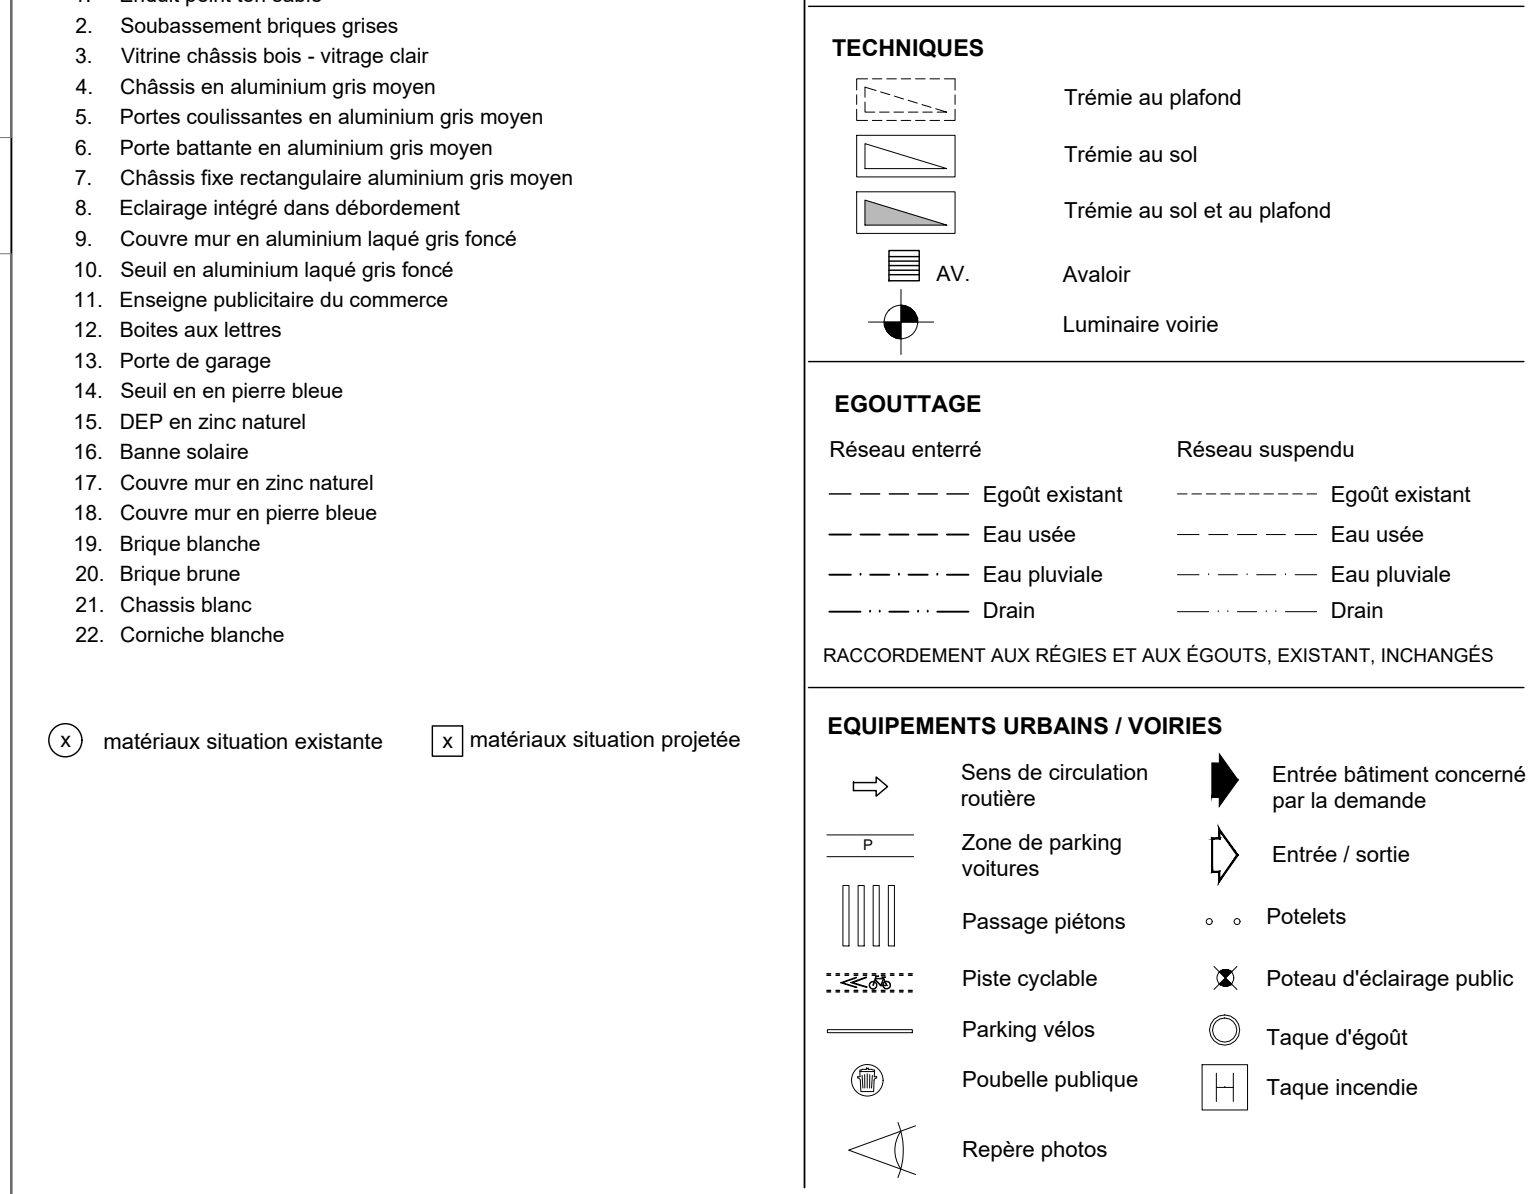 2. Soubassement briques grises
3. Vitrine châssis bois - vitrage clair
4. Châssis en aluminium gris moyen
5. Portes coulissantes en aluminium gris moyen
6. Porte battante en aluminium gris moyen
7. Châssis fixe rectangulaire aluminium gris moyen
8. Eclairage intégré dans débordement
9. Couvre mur en aluminium laqué gris foncé
10. Seuil en aluminium laqué gris foncé
11. Enseigne publicitaire du commerce
12. Boites aux lettres
13. Porte de garage
14. Seuil en en pierre bleue
15. DEP en zinc naturel
16. Banne solaire
17. Couvre mur en zinc naturel
18. Couvre mur en pierre bleue
19. Brique blanche
20. Brique brune
21. Chassis blanc
22. Corniche blanche
x matériaux situation existante
x matériaux situation projetée
TECHNIQUES
Trémie au plafond
Trémie au sol
Trémie au sol et au plafond
AV. Avaloir
Luminaire voirie
EGOUTTAGE
Réseau enterré
Egoût existant
Eau usée
Eau pluviale
Drain
Réseau suspendu
Egoût existant
Eau usée
Eau pluviale
Drain
RACCORDEMENT AUX RÉGIES ET AUX ÉGOUTS, EXISTANT, INCHANGÉS
EQUIPEMENTS URBAINS / VOIRIES
Sens de circulation
routière
P
Zone de parking
voitures
Passage piétons
Piste cyclable
Parking vélos
Poubelle publique
Repère photos
Entrée bâtiment concerné
par la demande
Entrée / sortie
Potelets
Poteau d'éclairage public
Taque d'égoût
H Taque incendie